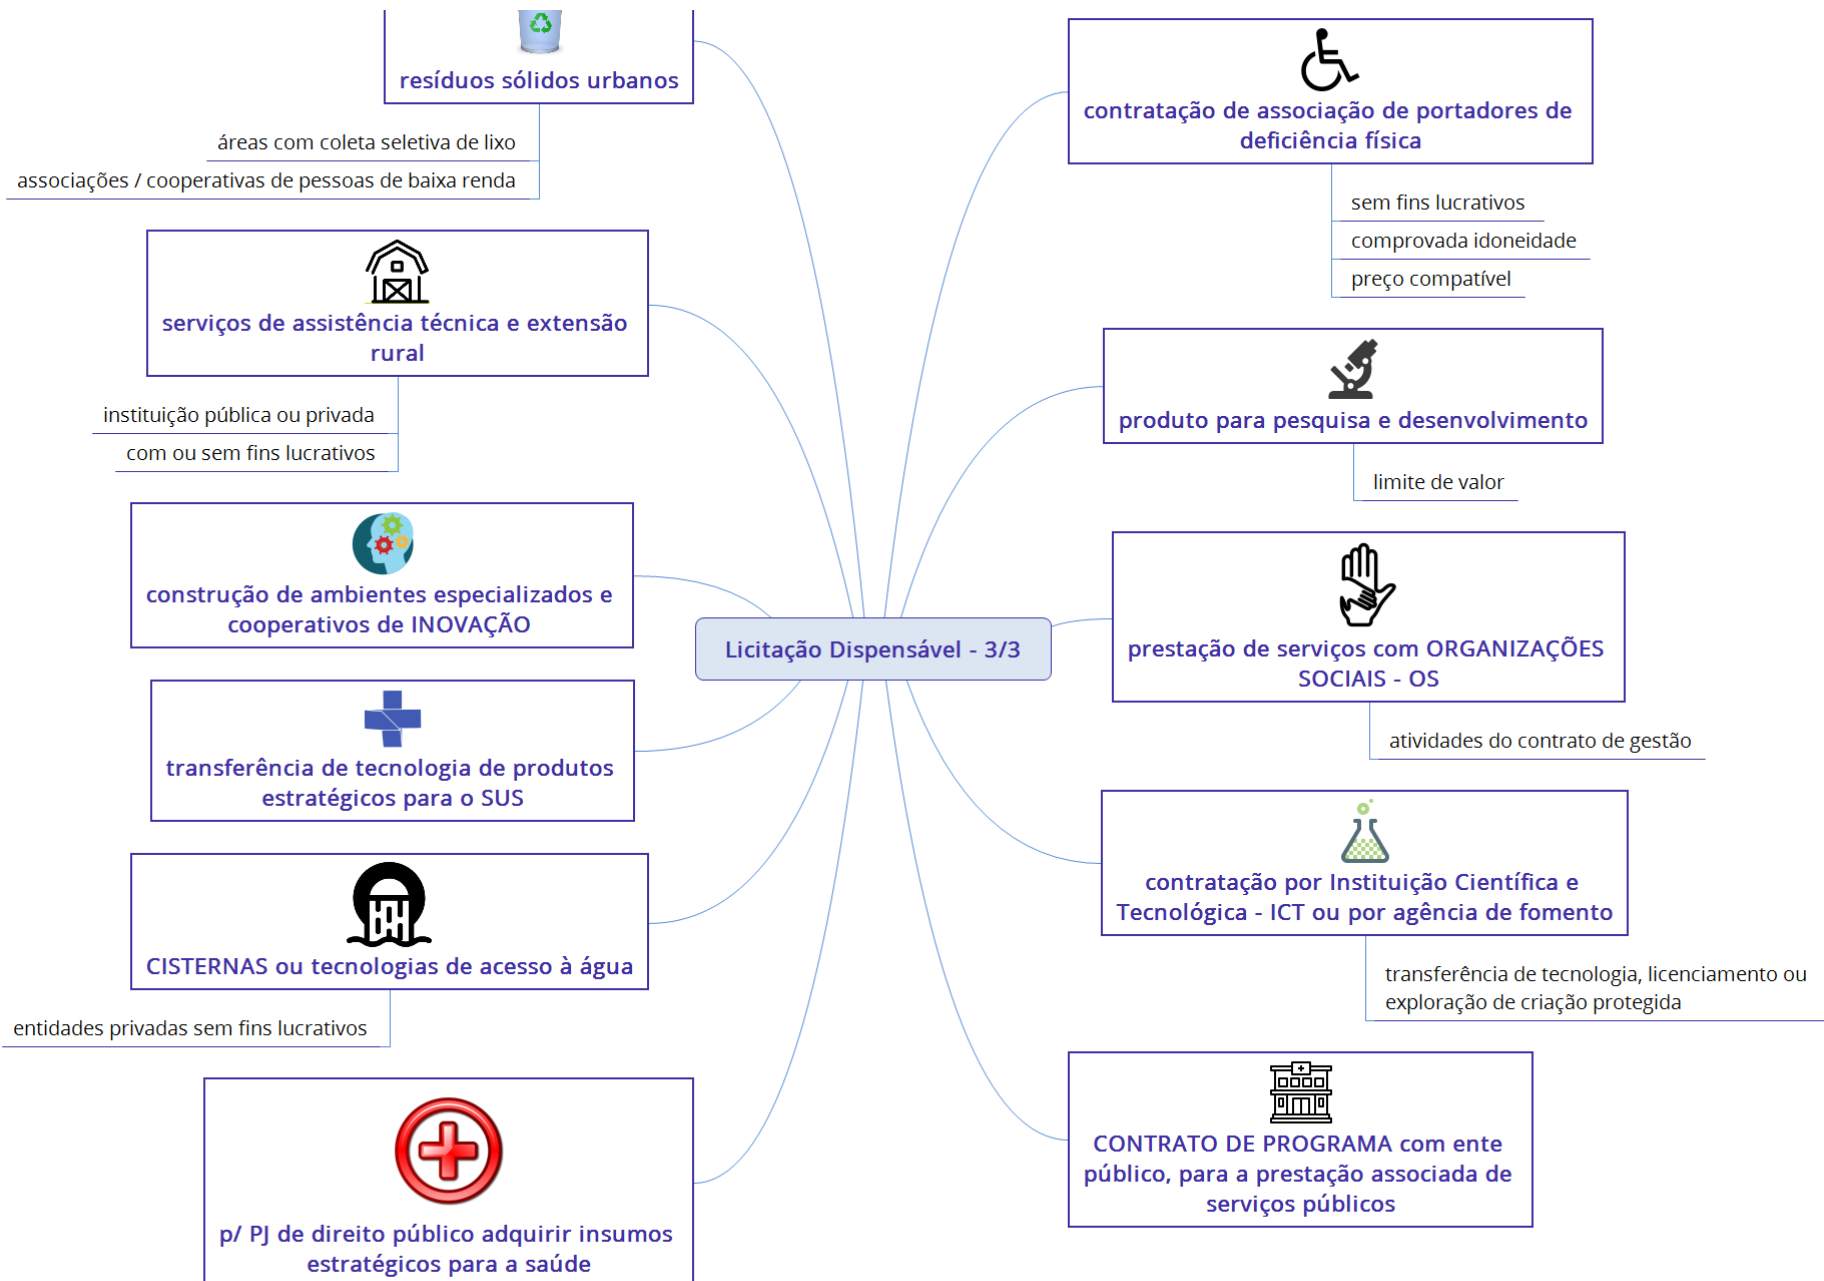 resíduos sólidos urbanos
áreas com coleta seletiva de lixo
associações / cooperativas de pessoas de baixa renda
serviços de assistência técnica e extensão
rural
instituição pública ou privada
com ou sem fins lucrativos
construção de ambientes especializados e
cooperativos de INOVAÇÃO
transferência de tecnologia de produtos
estratégicos para o SUS
CISTERNAS ou tecnologias de acesso à água
entidades privadas sem fins lucrativos
p/ PJ de direito público adquirir insumos
estratégicos para a saúde
Licitação Dispensável - 3/3
contratação de associação de portadores de
deficiência física
sem fins lucrativos
comprovada idoneidade
preço compatível
produto para pesquisa e desenvolvimento
limite de valor
prestação de serviços com ORGANIZAÇÕES
SOCIAIS - OS
atividades do contrato de gestão
contratação por Instituição Científica e
Tecnológica - ICT ou por agência de fomento
transferência de tecnologia, licenciamento ou
exploração de criação protegida
CONTRATO DE PROGRAMA com ente
público, para a prestação associada de
serviços públicos